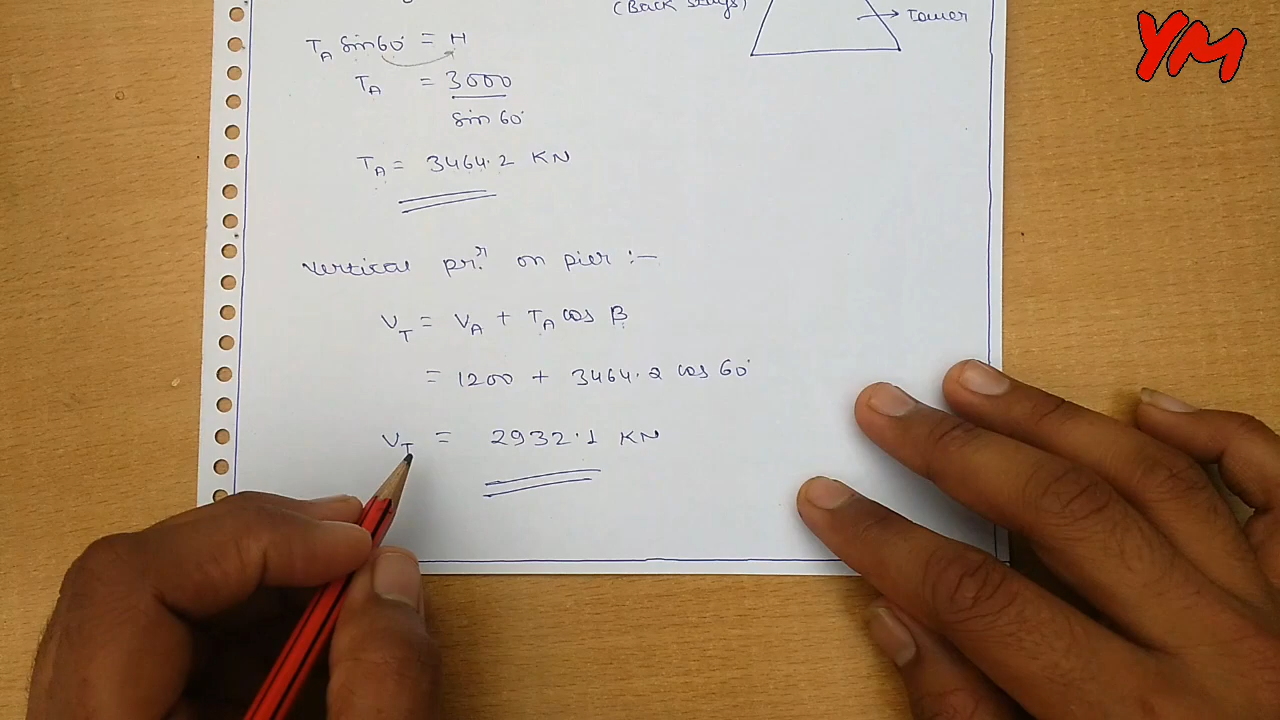 (Back stays)
Tower
YM
T_A sin60° = H
T_A = 3000
sin 60°
T_A = 3464.2 KN
Vertical pr.ʳ on pier :-
V_T = V_A + T_A cos β
= 1200 + 3464.2 cos 60°
V_T = 2932.1 KN